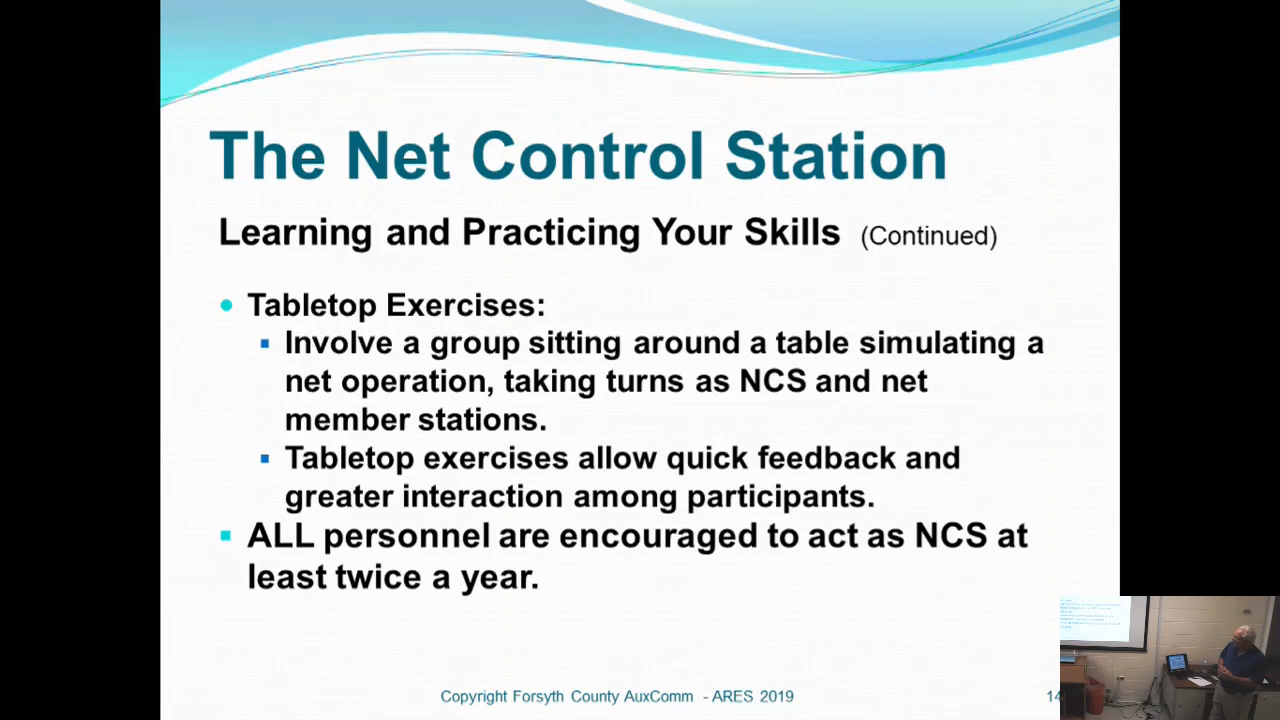 The Net Control Station
Learning and Practicing Your Skills (Continued)
Tabletop Exercises:
Involve a group sitting around a table simulating a
net operation, taking turns as NCS and net
member stations.
Tabletop exercises allow quick feedback and
greater interaction among participants.
ALL personnel are encouraged to act as NCS at
least twice a year.
Copyright Forsyth County AuxComm - ARES 2019